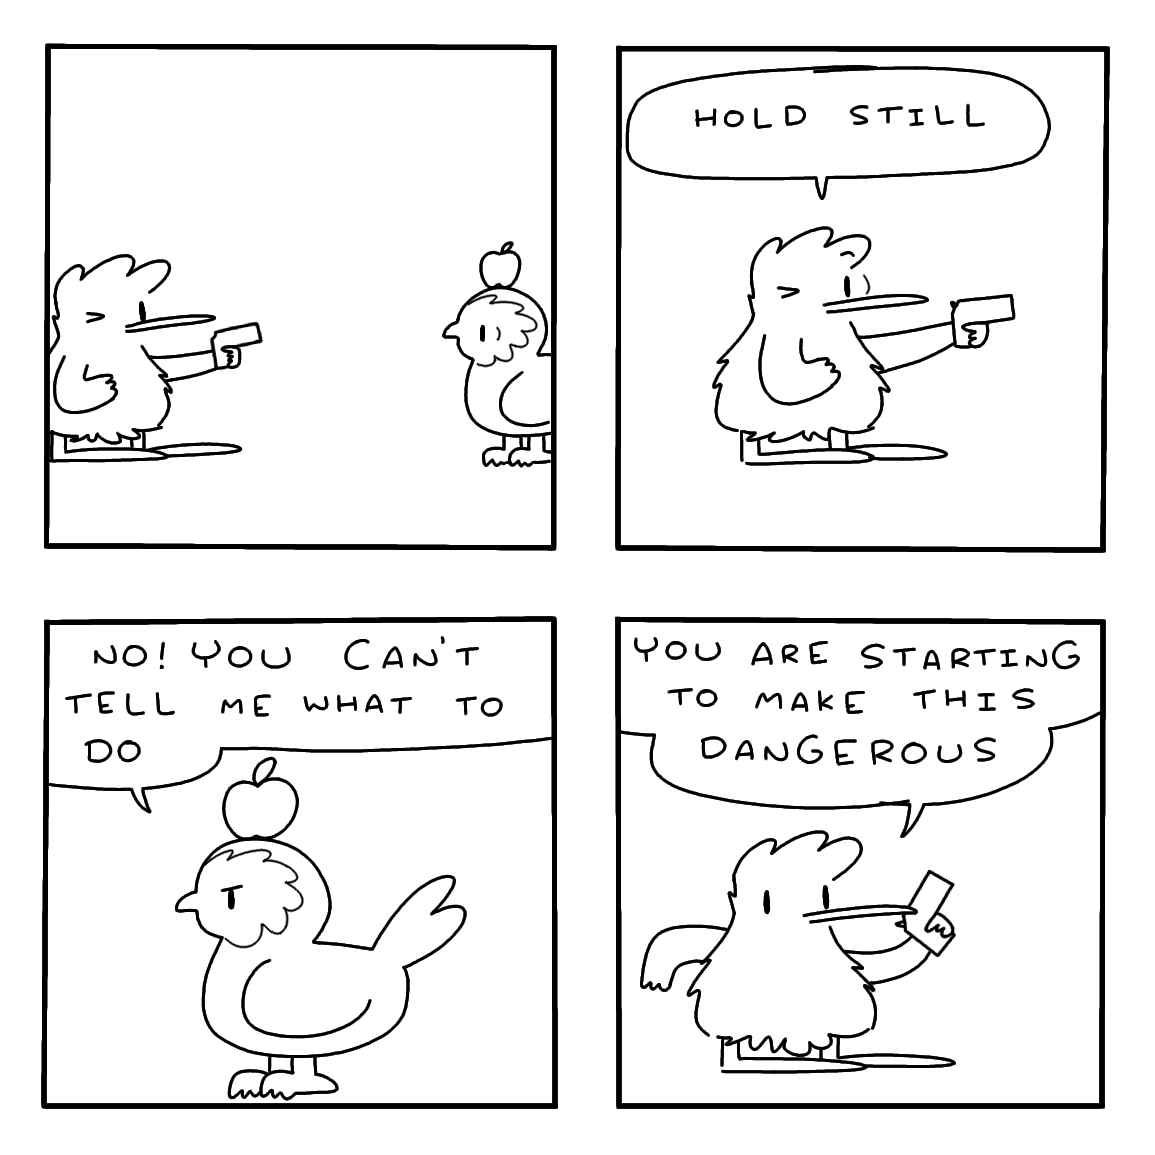 HOLD STILL
NO! YOU CAN'T
TELL ME WHAT TO
DO
YOU ARE STARTING
TO MAKE THIS
DANGEROUS